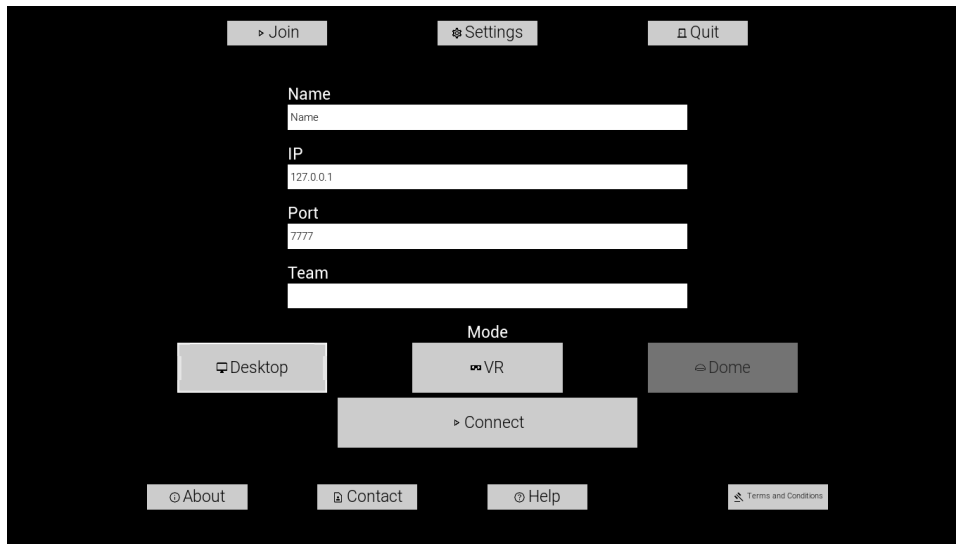 Join
Settings
Quit
Name
Name
IP
127.0.0.1
Port
7777
Team
Mode
Desktop
VR
Dome
Connect
About
Contact
Help
Terms and Conditions